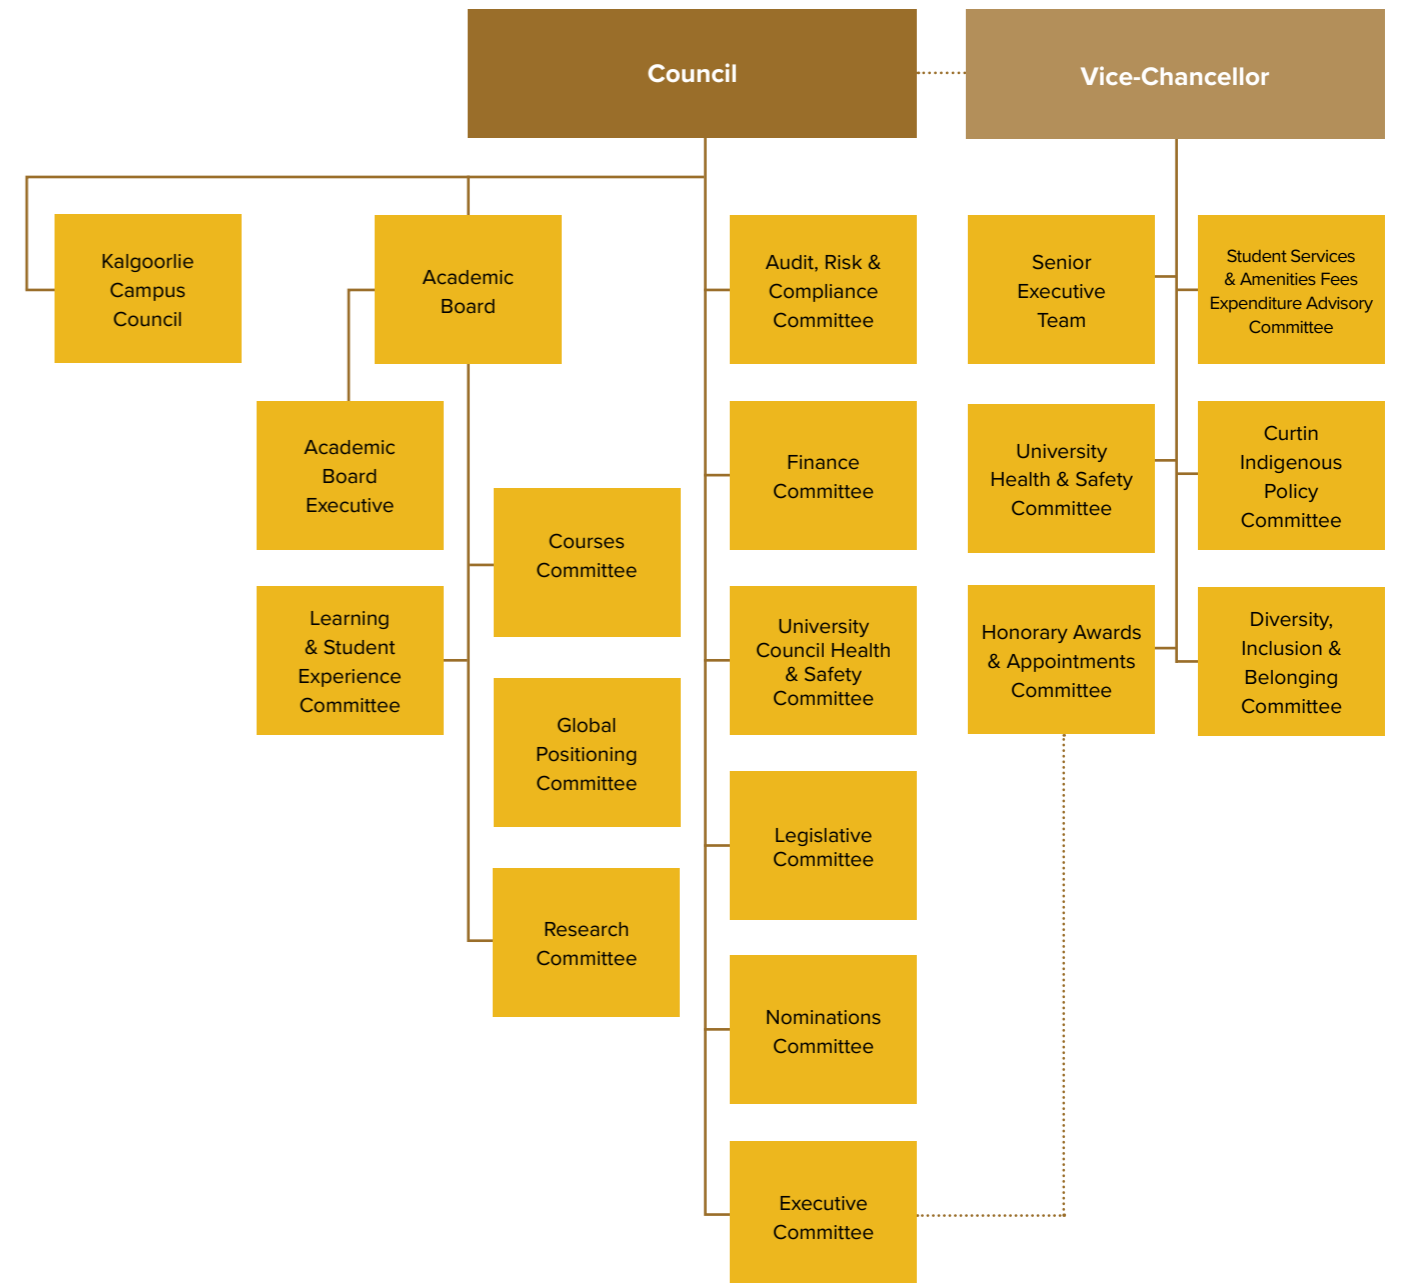 Council
Vice-Chancellor
Kalgoorlie
Campus
Council
Academic
Board
Audit, Risk &
Compliance
Committee
Senior
Executive
Team
Student Services
& Amenities Fees
Expenditure Advisory
Committee
Academic
Board
Executive
Finance
Committee
University
Health & Safety
Committee
Curtin
Indigenous
Policy
Committee
Courses
Committee
Learning
& Student
Experience
Committee
University
Council Health
& Safety
Committee
Honorary Awards
& Appointments
Committee
Diversity,
Inclusion &
Belonging
Committee
Global
Positioning
Committee
Legislative
Committee
Research
Committee
Nominations
Committee
Executive
Committee